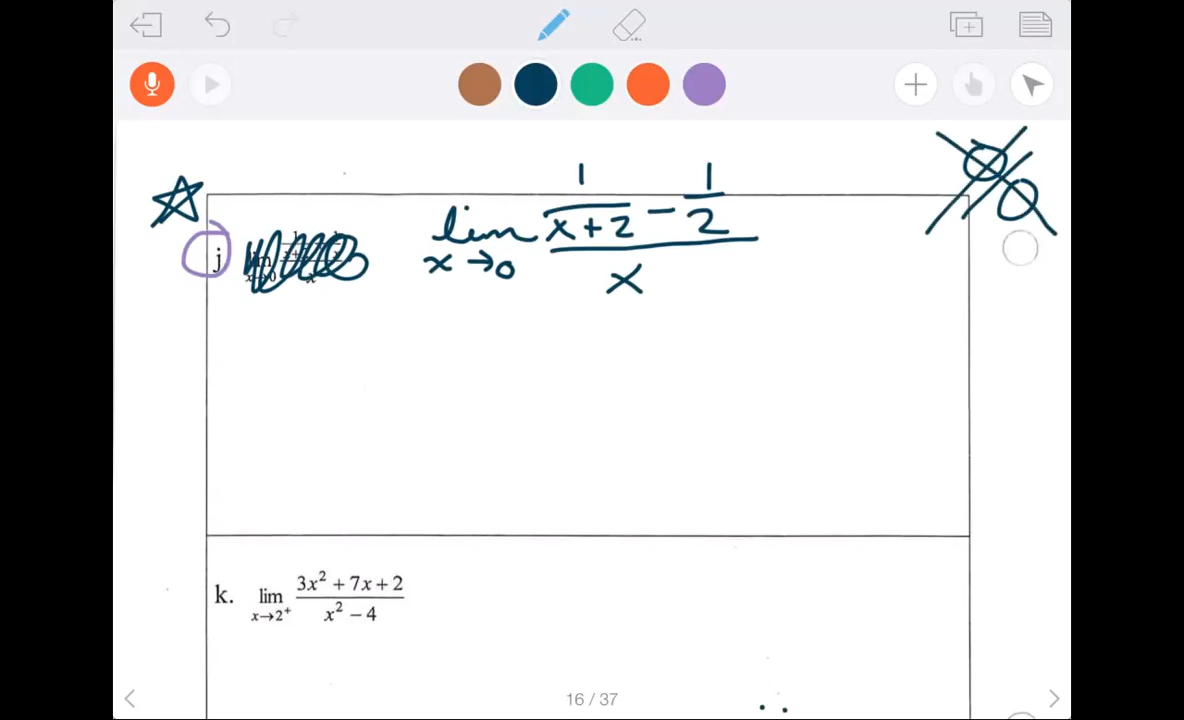 j
lim x→0 (1/(x+2) − 1/2)/x
k. lim x→2⁺ (3x² + 7x + 2)/(x² − 4)
16 / 37